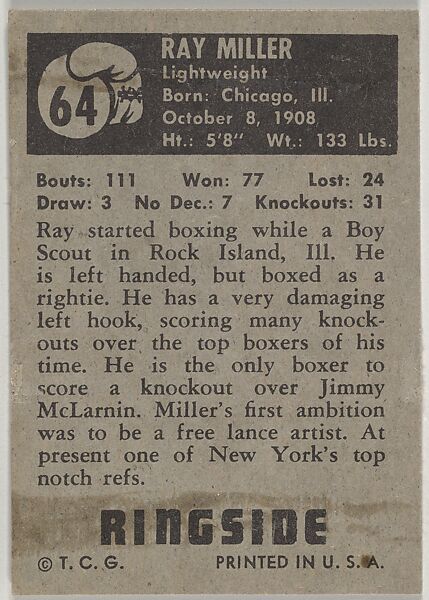 64
RAY MILLER
Lightweight
Born: Chicago, Ill.
October 8, 1908
Ht.: 5'8" Wt.: 133 Lbs.
Bouts: 111 Won: 77 Lost: 24
Draw: 3 No Dec.: 7 Knockouts: 31
Ray started boxing while a Boy
Scout in Rock Island, Ill. He
is left handed, but boxed as a
rightie. He has a very damaging
left hook, scoring many knock-
outs over the top boxers of his
time. He is the only boxer to
score a knockout over Jimmy
McLarnin. Miller's first ambition
was to be a free lance artist. At
present one of New York's top
notch refs.
RINGSIDE
© T. C. G. PRINTED IN U. S. A.